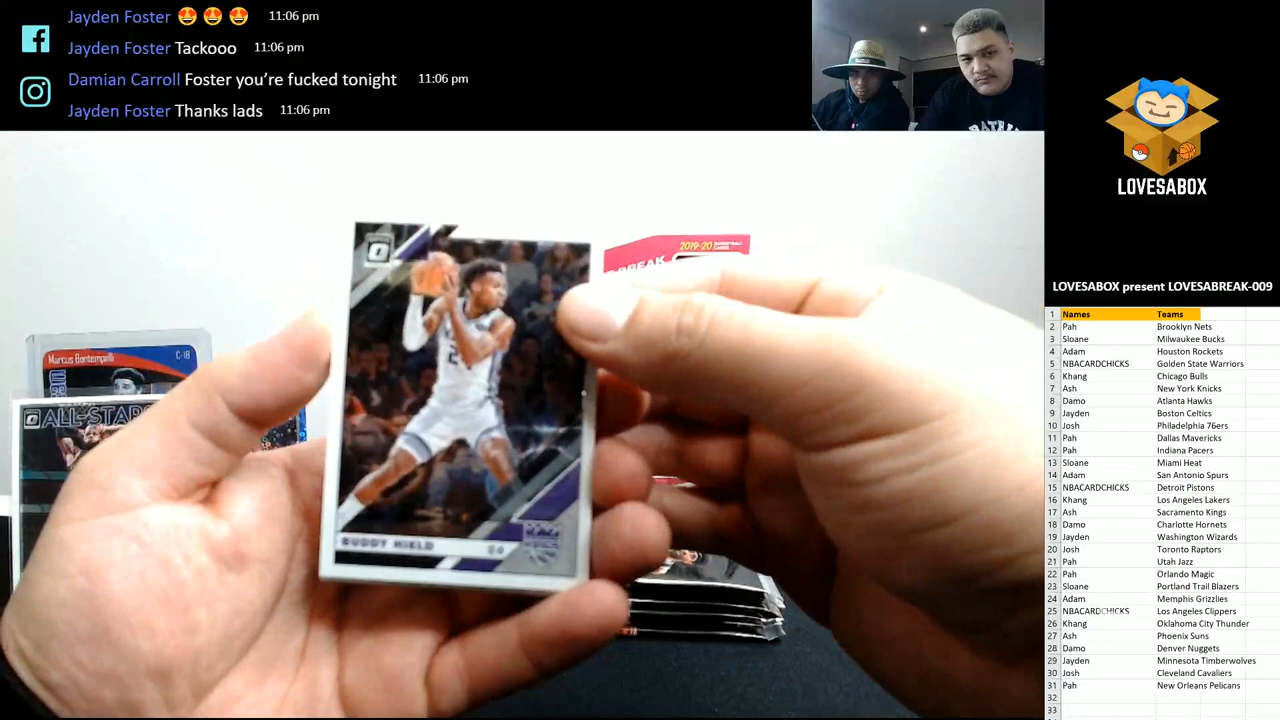 Jayden Foster 😍 😍 😍 11:06 pm
Jayden Foster Tackooo 11:06 pm
Damian Carroll Foster you’re fucked tonight 11:06 pm
Jayden Foster Thanks lads 11:06 pm
LOVESABOX
LOVESABOX present LOVESABREAK-009
1 Names Teams
2 Pah Brooklyn Nets
3 Sloane Milwaukee Bucks
4 Adam Houston Rockets
5 NBACARDCHICKS Golden State Warriors
6 Khang Chicago Bulls
7 Ash New York Knicks
8 Damo Atlanta Hawks
9 Jayden Boston Celtics
10 Josh Philadelphia 76ers
11 Pah Dallas Mavericks
12 Pah Indiana Pacers
13 Sloane Miami Heat
14 Adam San Antonio Spurs
15 NBACARDCHICKS Detroit Pistons
16 Khang Los Angeles Lakers
17 Ash Sacramento Kings
18 Damo Charlotte Hornets
19 Jayden Washington Wizards
20 Josh Toronto Raptors
21 Pah Utah Jazz
22 Pah Orlando Magic
23 Sloane Portland Trail Blazers
24 Adam Memphis Grizzlies
25 NBACARDCHICKS Los Angeles Clippers
26 Khang Oklahoma City Thunder
27 Ash Phoenix Suns
28 Damo Denver Nuggets
29 Jayden Minnesota Timberwolves
30 Josh Cleveland Cavaliers
31 Pah New Orleans Pelicans
32
33
2019-20 BASKETBALL
CARDS
BREAK
Marcus Bontempelli C-18
ALL-STARS
BUDDY HIELD
KINGS